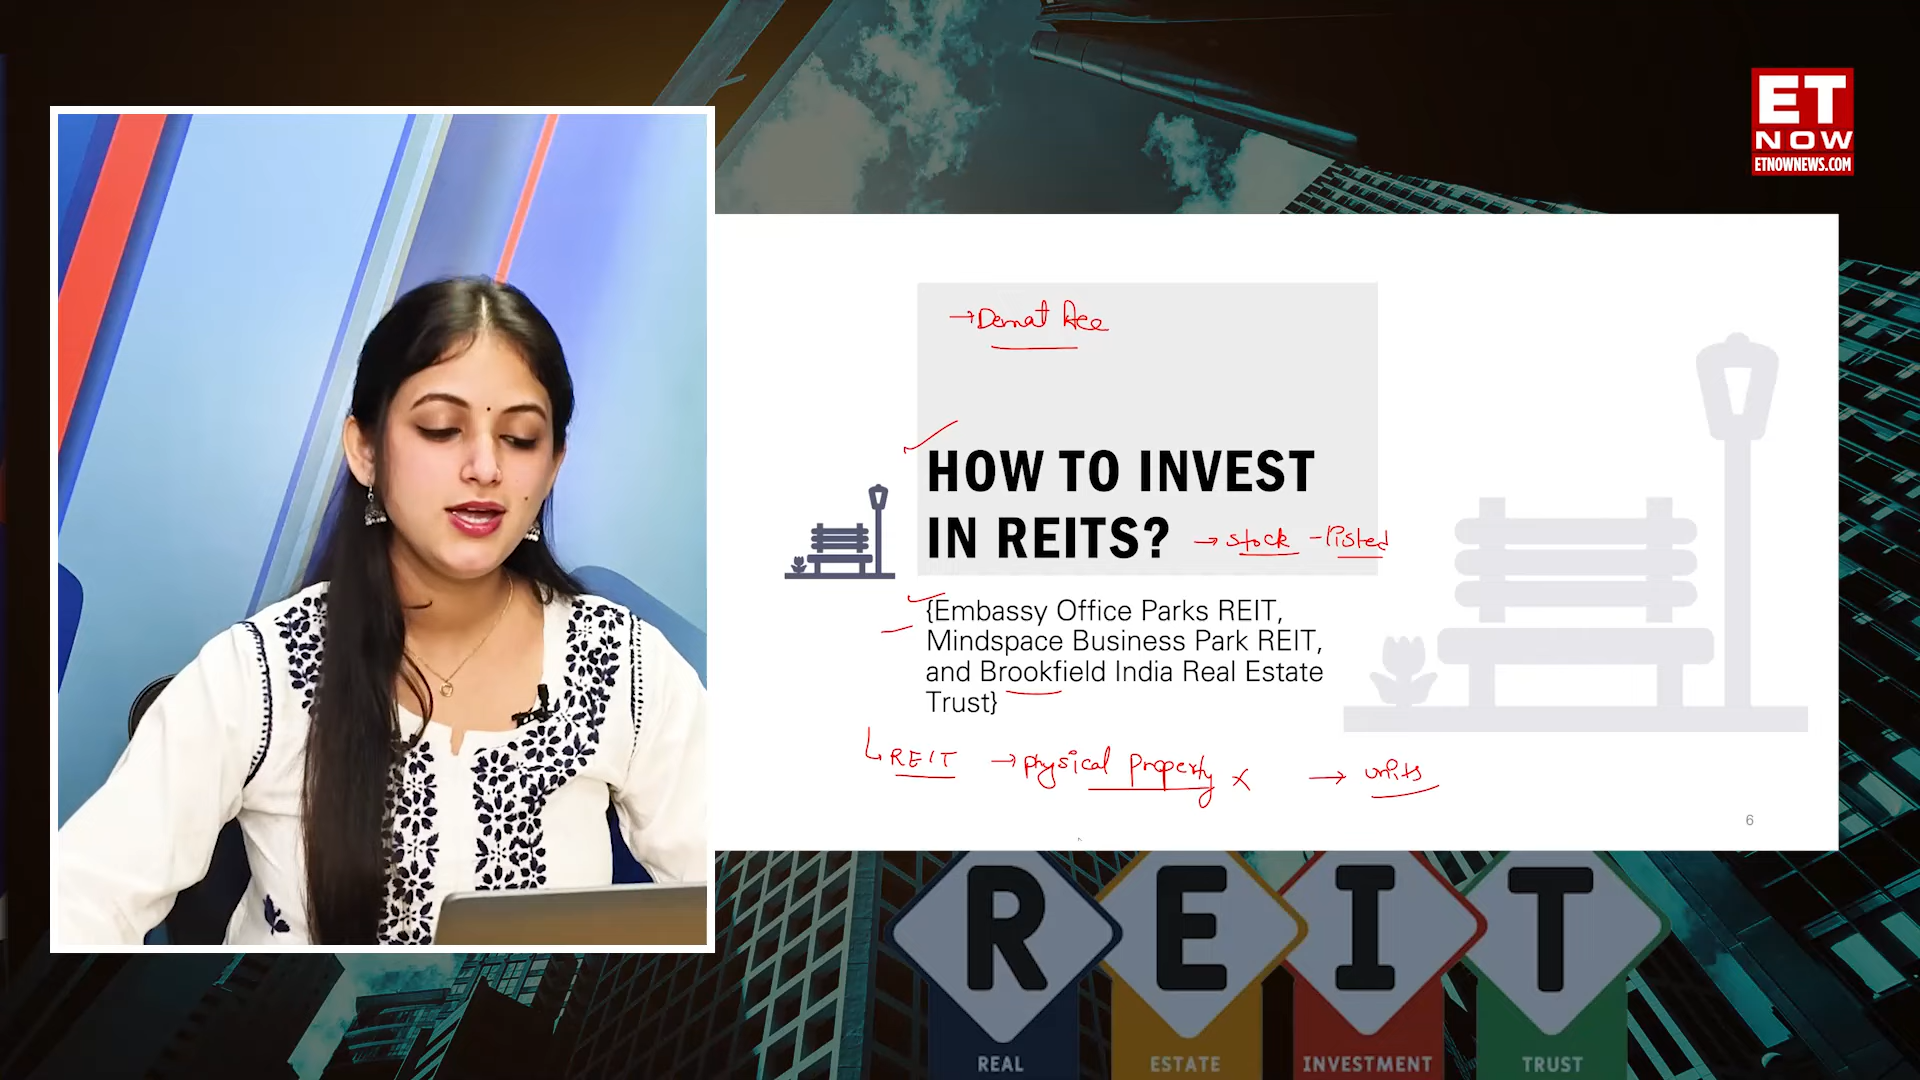 ET
NOW
ETNOWNEWS.COM
→ Demat Acc
HOW TO INVEST
IN REITS?
→ stock - listed
{Embassy Office Parks REIT,
Mindspace Business Park REIT,
and Brookfield India Real Estate
Trust}
REIT → physical property x → units
6
R E I T
REAL ESTATE INVESTMENT TRUST